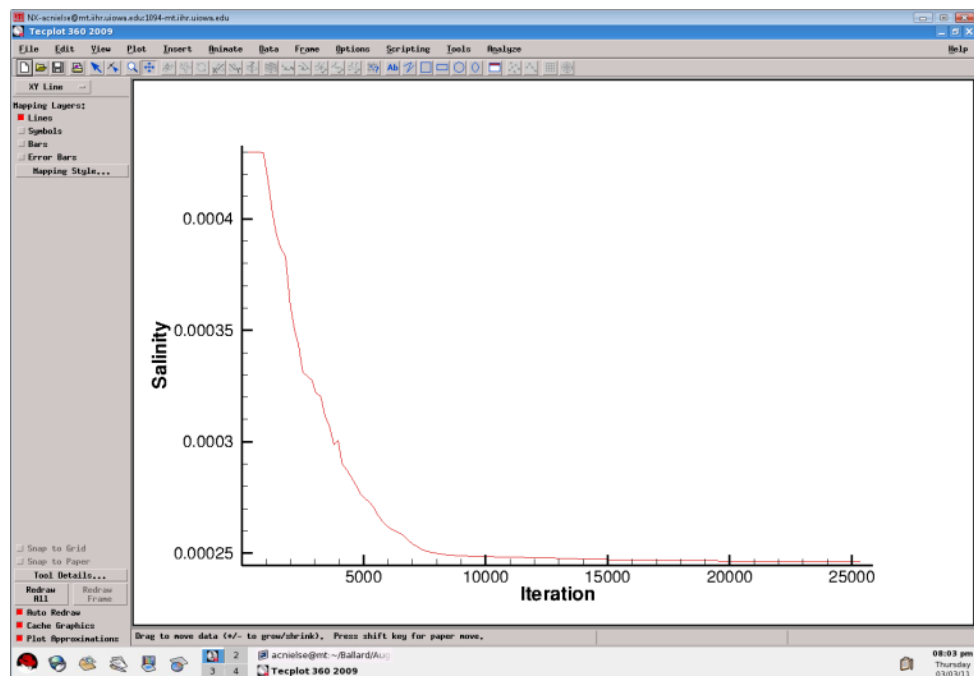 NX-acnielse@mt.iihr.uiowa.edu:1094-mt.iihr.uiowa.edu
Tecplot 360 2009
File Edit View Plot Insert Animate Data Frame Options Scripting Tools Analyze Help
XY Line
Mapping Layers:
Lines
Symbols
Bars
Error Bars
Mapping Style...
Snap to Grid
Snap to Paper
Tool Details...
Redraw All
Redraw Frame
Auto Redraw
Cache Graphics
Plot Approximations
Ab
Salinity
0.0004
0.00035
0.0003
0.00025
5000 10000 15000 20000 25000
Iteration
Drag to move data (+/- to grow/shrink). Press shift key for paper move.
2
3 4
acnielse@mt:~/Ballard/Aug
Tecplot 360 2009
08:03 pm
Thursday
03/03/11